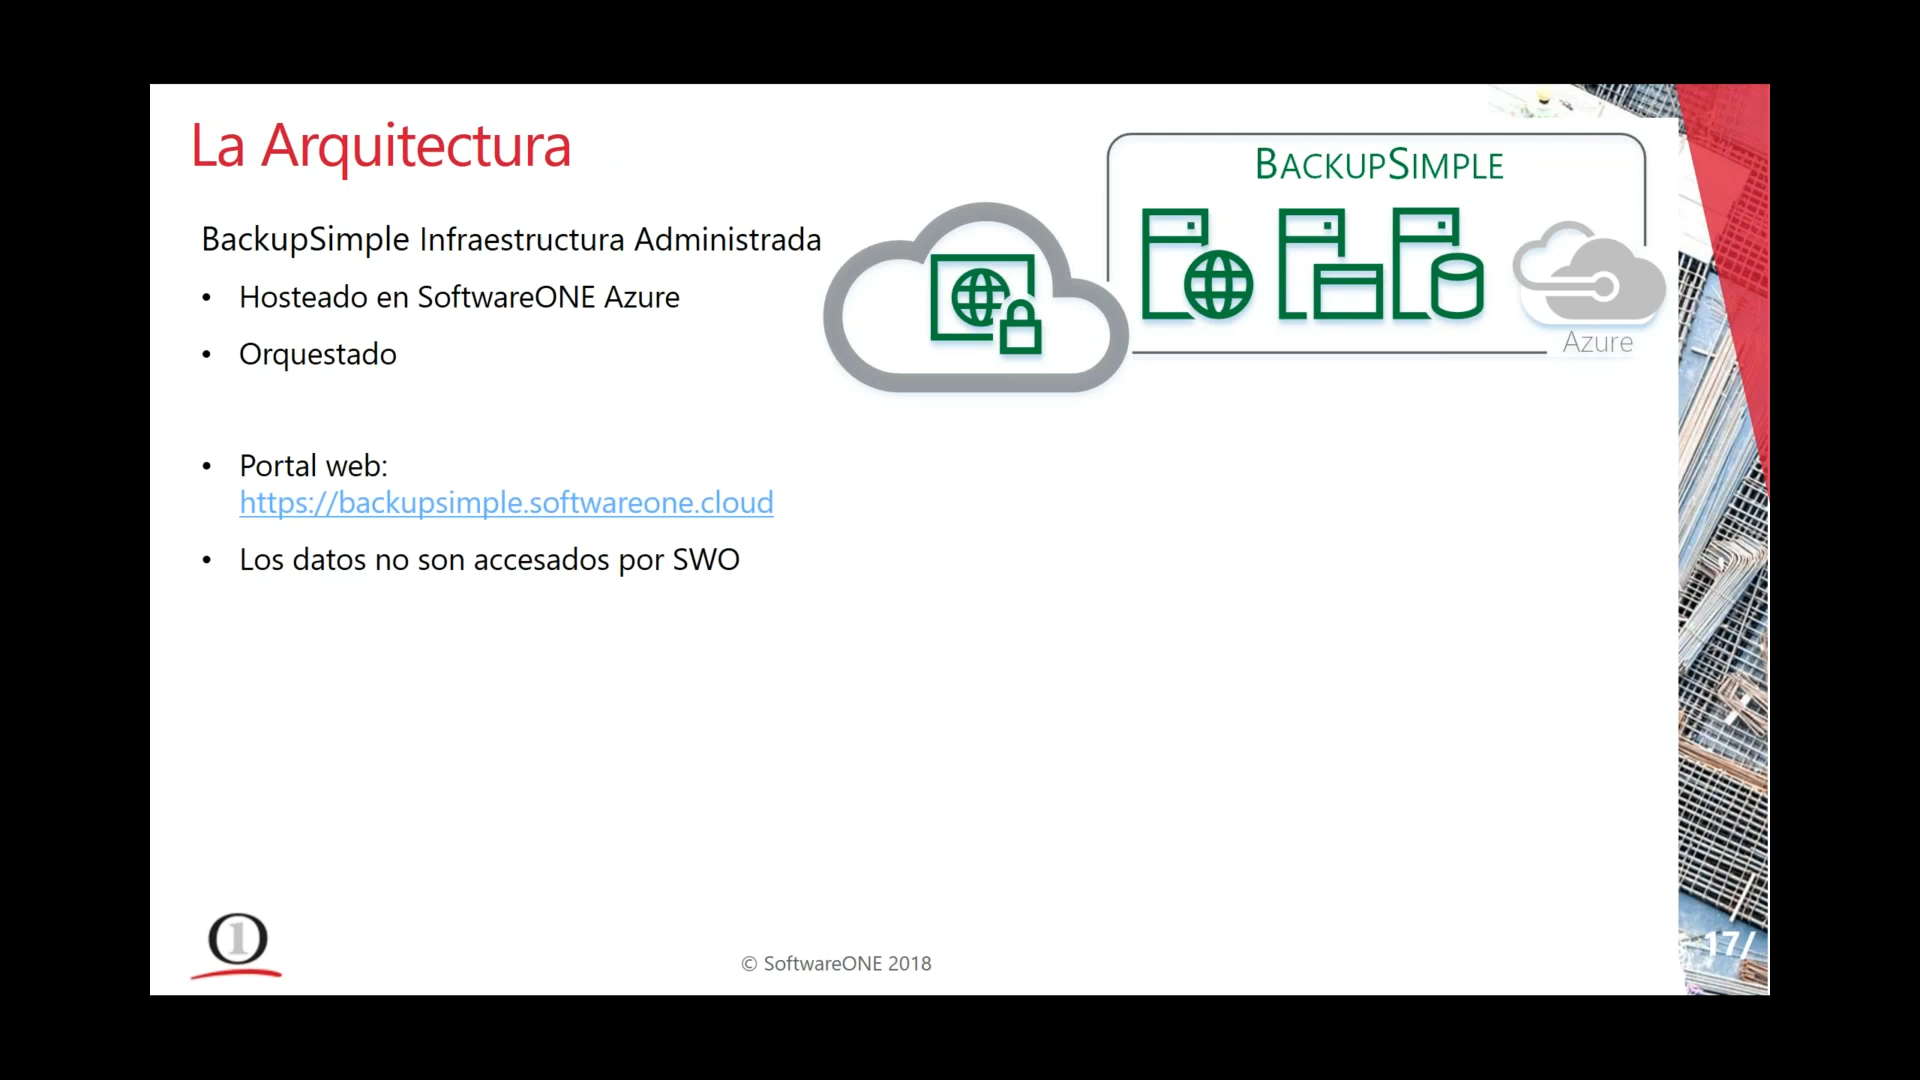 La Arquitectura
BackupSimple Infraestructura Administrada
• Hosteado en SoftwareONE Azure
• Orquestado
• Portal web:
https://backupsimple.softwareone.cloud
• Los datos no son accesados por SWO
BACKUPSIMPLE
Azure
1
© SoftwareONE 2018
17/